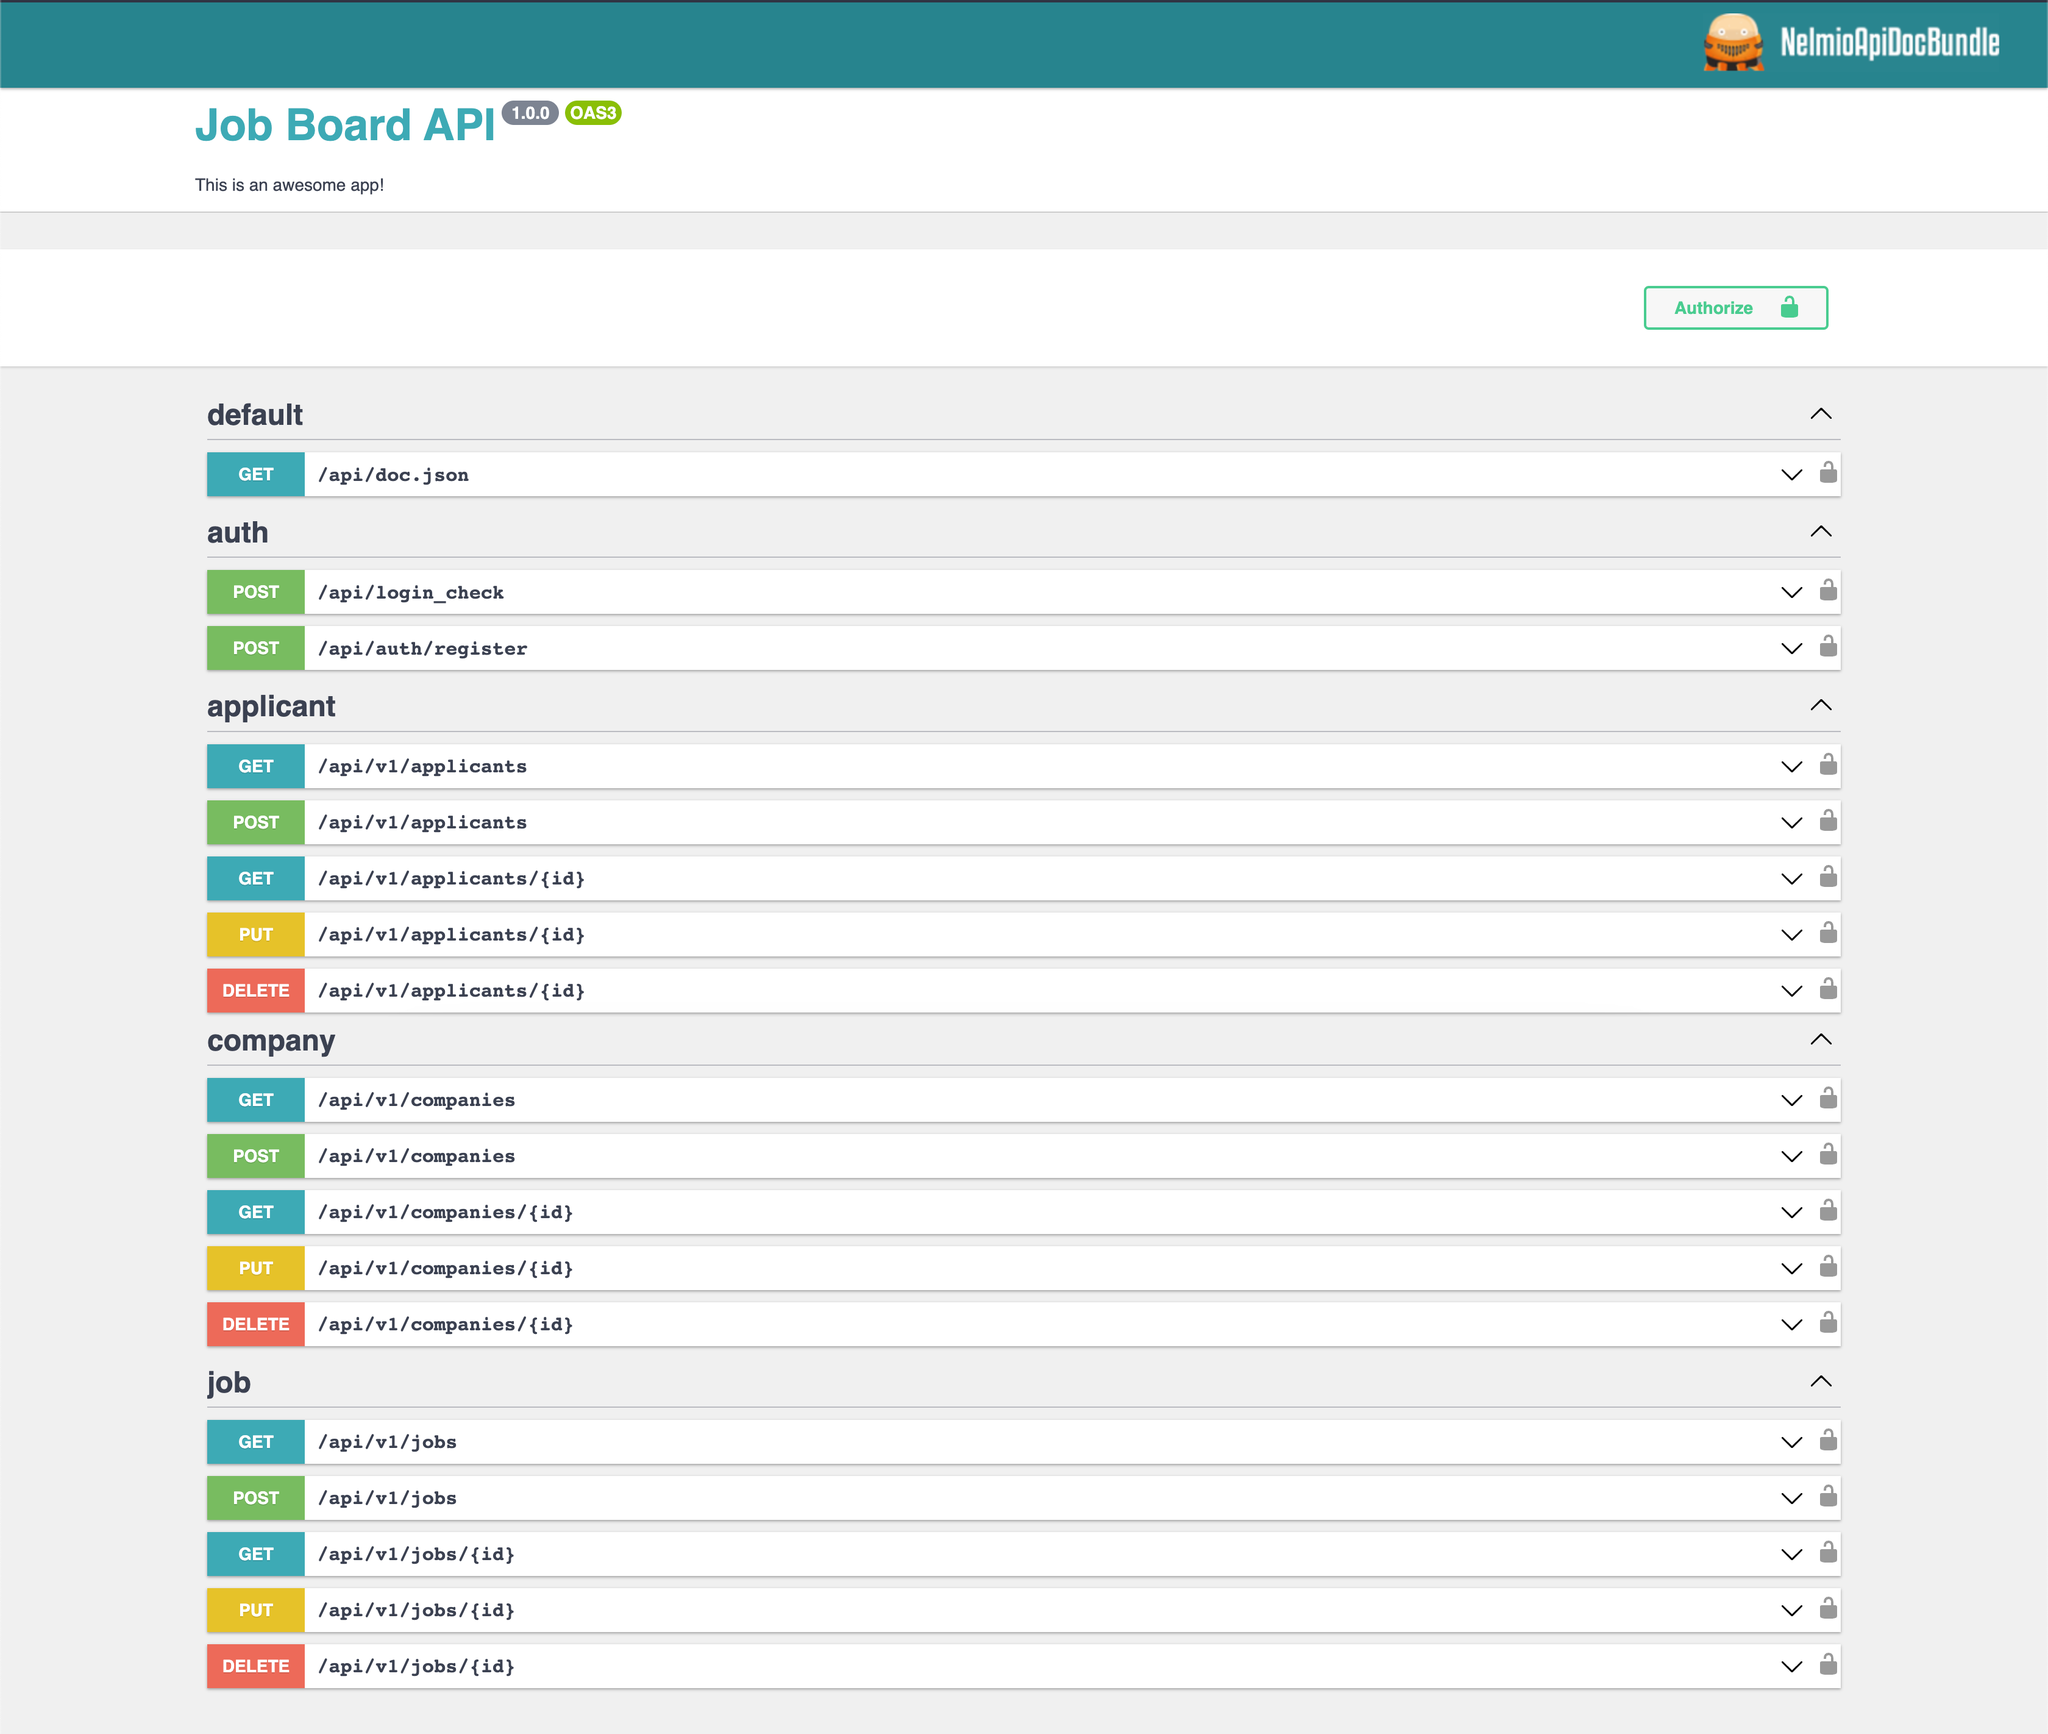 NelmioApiDocBundle
Job Board API 1.0.0 OAS3
This is an awesome app!
Authorize
default
GET /api/doc.json
auth
POST /api/login_check
POST /api/auth/register
applicant
GET /api/v1/applicants
POST /api/v1/applicants
GET /api/v1/applicants/{id}
PUT /api/v1/applicants/{id}
DELETE /api/v1/applicants/{id}
company
GET /api/v1/companies
POST /api/v1/companies
GET /api/v1/companies/{id}
PUT /api/v1/companies/{id}
DELETE /api/v1/companies/{id}
job
GET /api/v1/jobs
POST /api/v1/jobs
GET /api/v1/jobs/{id}
PUT /api/v1/jobs/{id}
DELETE /api/v1/jobs/{id}